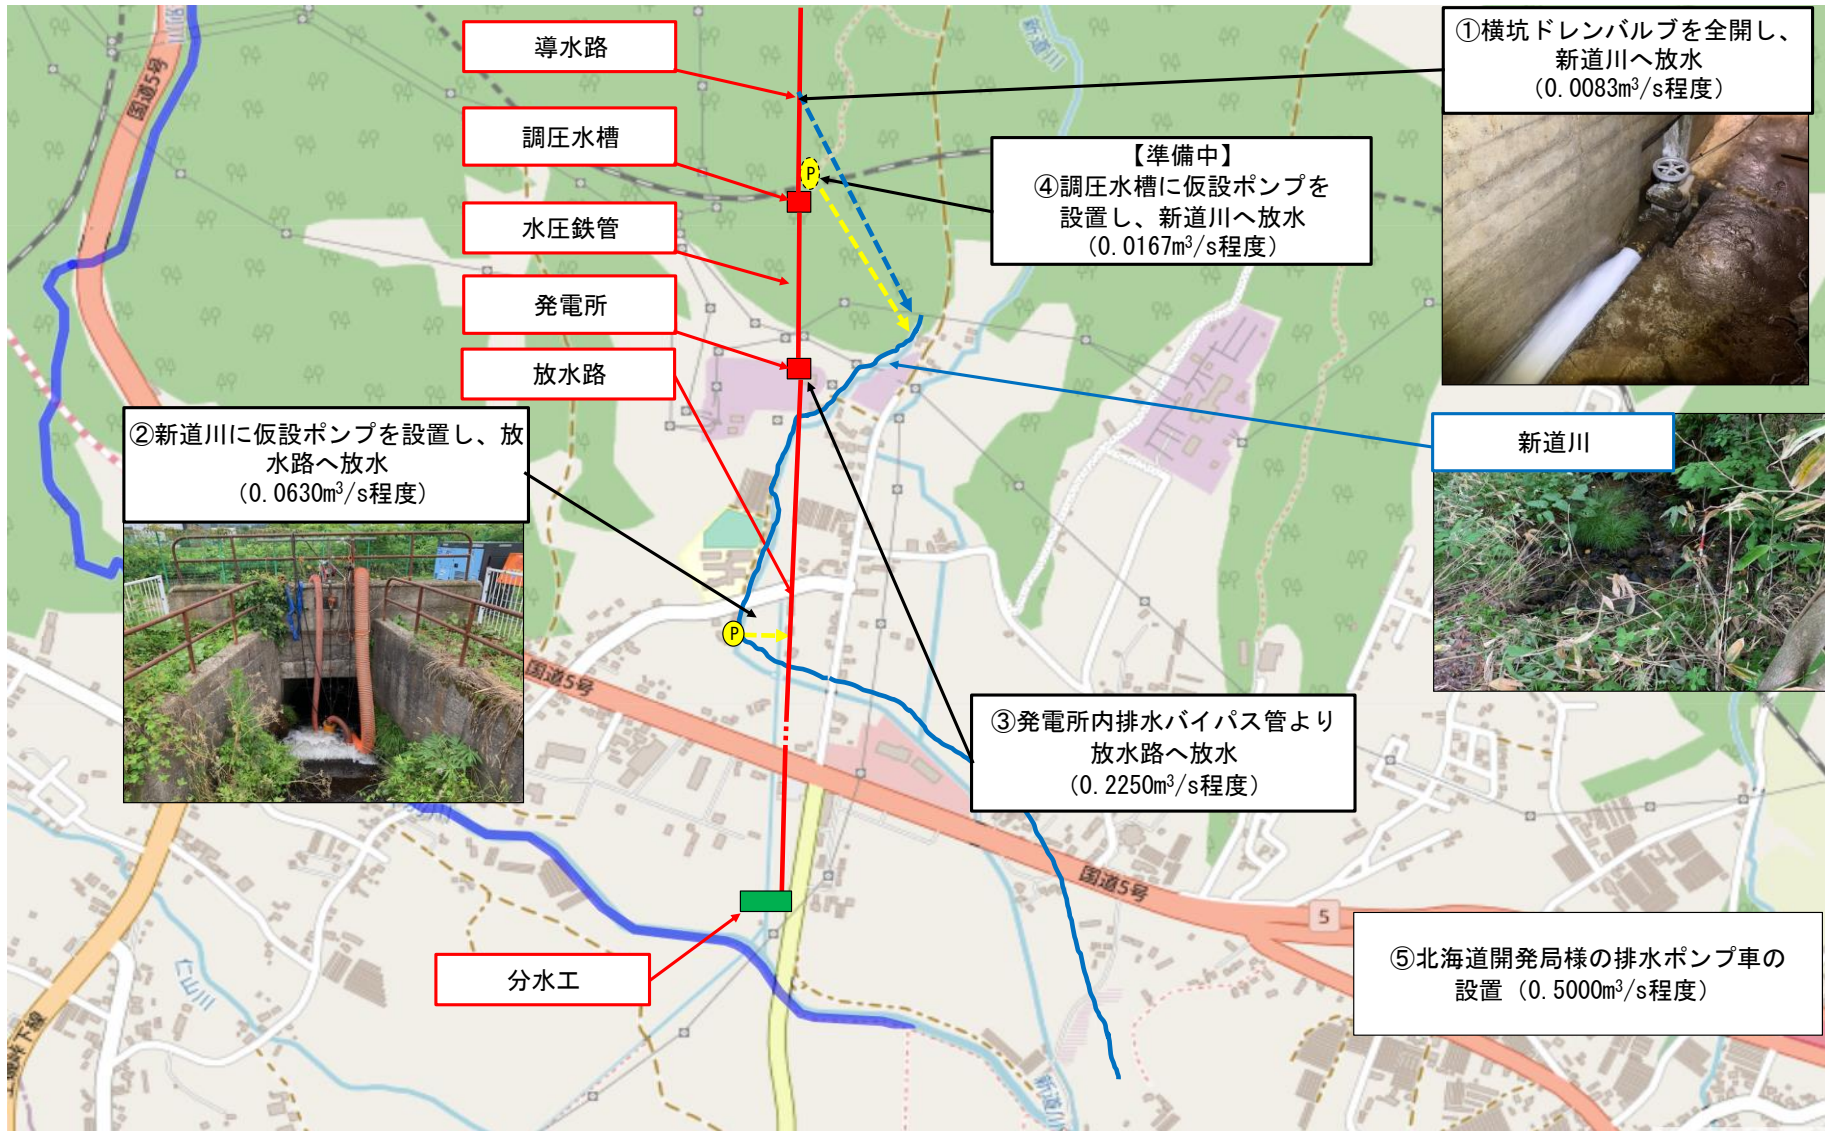 導水路
調圧水槽
水圧鉄管
発電所
放水路
①横坑ドレンバルブを全開し、
新道川へ放水
(0.0083m³/s程度)
【準備中】
④調圧水槽に仮設ポンプを
設置し、新道川へ放水
(0.0167m³/s程度)
②新道川に仮設ポンプを設置し、放
水路へ放水
(0.0630m³/s程度)
新道川
③発電所内排水バイパス管より
放水路へ放水
(0.2250m³/s程度)
分水工
⑤北海道開発局様の排水ポンプ車の
設置(0.5000m³/s程度)
P
P
国道5号
新道川
国道5号
国道5号
5
仁山川
新道川